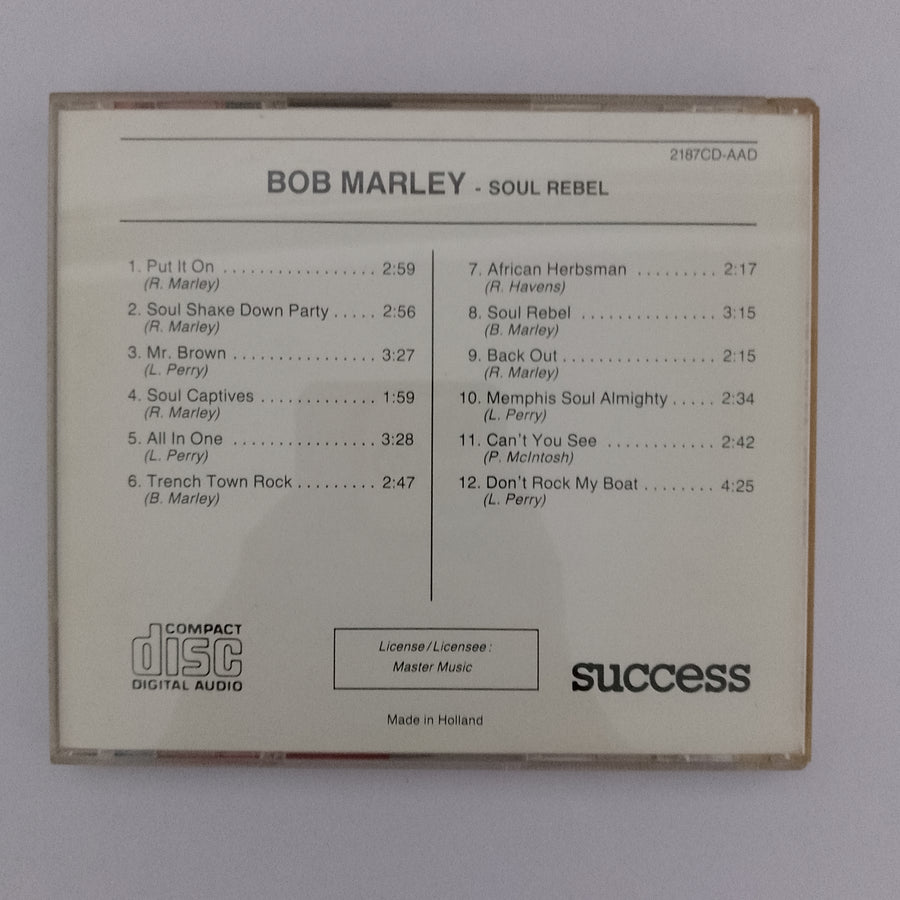 2187CD-AAD
BOB MARLEY - SOUL REBEL
1. Put It On ................. 2:59
(R. Marley)
2. Soul Shake Down Party ..... 2:56
(R. Marley)
3. Mr. Brown ................ 3:27
(L. Perry)
4. Soul Captives ............. 1:59
(R. Marley)
5. All In One ................ 3:28
(L. Perry)
6. Trench Town Rock ......... 2:47
(B. Marley)
7. African Herbsman ......... 2:17
(R. Havens)
8. Soul Rebel ............... 3:15
(B. Marley)
9. Back Out ................. 2:15
(R. Marley)
10. Memphis Soul Almighty ..... 2:34
(L. Perry)
11. Can't You See ............ 2:42
(P. McIntosh)
12. Don't Rock My Boat ........ 4:25
(L. Perry)
COMPACT
disc
DIGITAL AUDIO
License/Licensee:
Master Music
success
Made in Holland